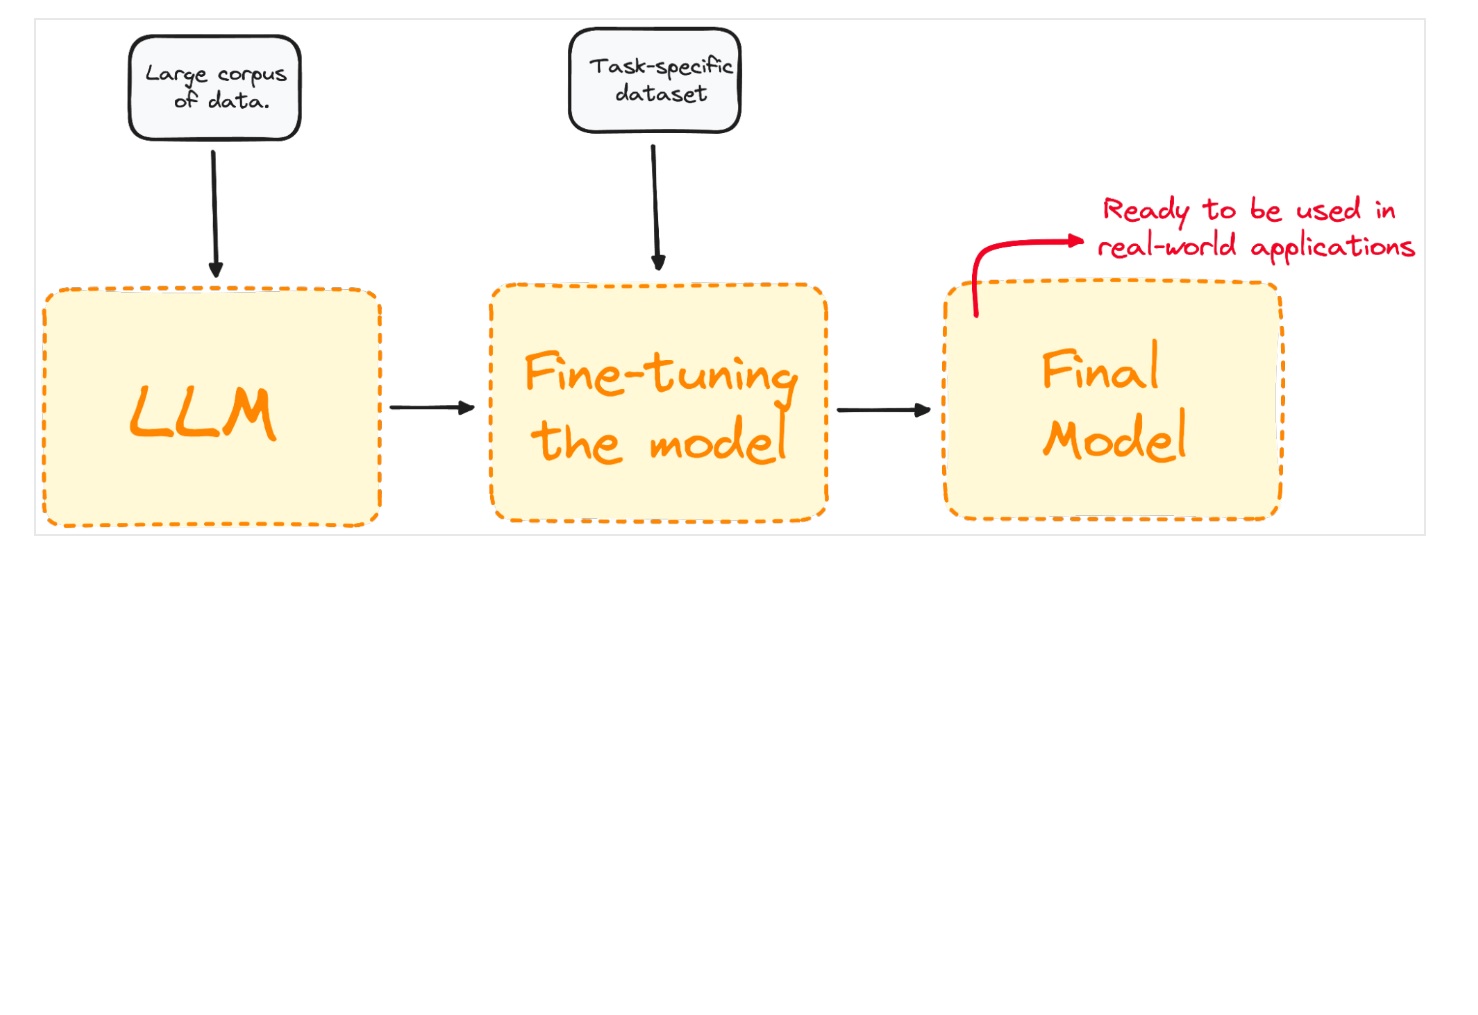 Large corpus
of data.
Task-specific
dataset
Ready to be used in
real-world applications
LLM
Fine-tuning
the model
Final
Model